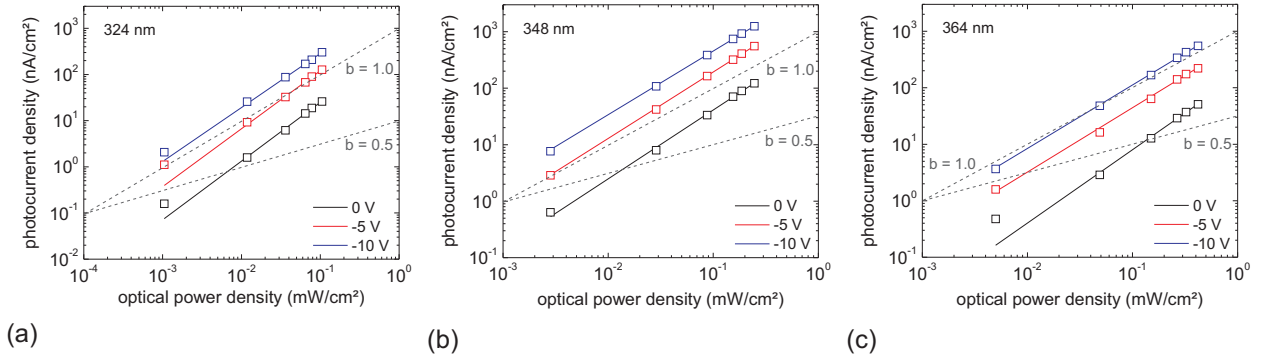 324 nm
photocurrent density (nA/cm²)
10³
10²
10¹
10⁰
10⁻¹
10⁻²
b = 1.0
b = 0.5
0 V
-5 V
-10 V
10⁻⁴ 10⁻³ 10⁻² 10⁻¹ 10⁰
optical power density (mW/cm²)
(a)
348 nm
photocurrent density (nA/cm²)
10³
10²
10¹
10⁰
10⁻¹
b = 1.0
b = 0.5
0 V
-5 V
-10 V
10⁻³ 10⁻² 10⁻¹ 10⁰
optical power density (mW/cm²)
(b)
364 nm
photocurrent density (nA/cm²)
10³
10²
10¹
10⁰
10⁻¹
b = 1.0
b = 0.5
0 V
-5 V
-10 V
10⁻³ 10⁻² 10⁻¹ 10⁰
optical power density (mW/cm²)
(c)